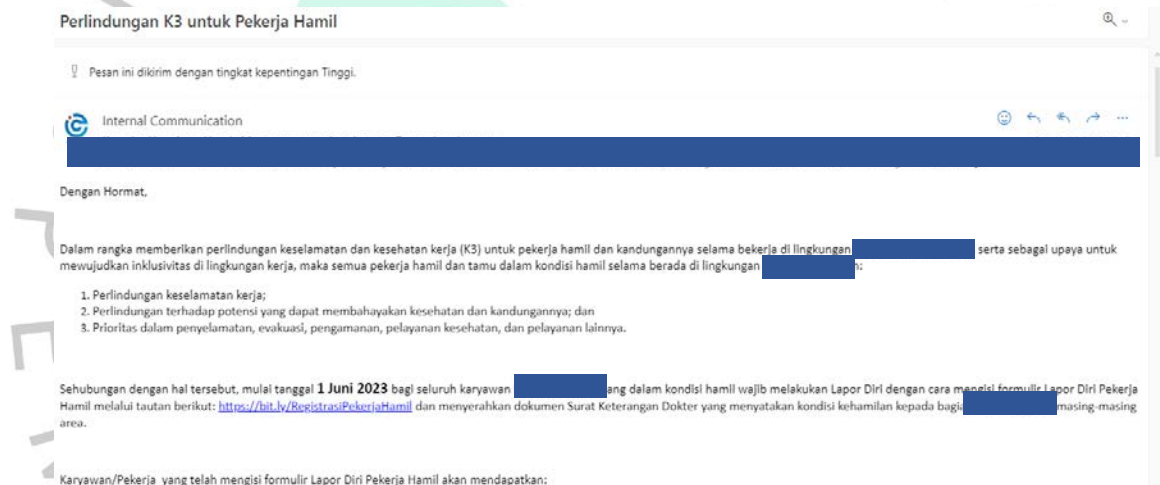 Perlindungan K3 untuk Pekerja Hamil
Pesan ini dikirim dengan tingkat kepentingan Tinggi.
Internal Communication
Dengan Hormat,
Dalam rangka memberikan perlindungan keselamatan dan kesehatan kerja (K3) untuk pekerja hamil dan kandungannya selama bekerja di lingkungan serta sebagai upaya untuk
mewujudkan inklusivitas di lingkungan kerja, maka semua pekerja hamil dan tamu dalam kondisi hamil selama berada di lingkungan
1. Perlindungan keselamatan kerja;
2. Perlindungan terhadap potensi yang dapat membahayakan kesehatan dan kandungannya; dan
3. Prioritas dalam penyelamatan, evakuasi, pengamanan, pelayanan kesehatan, dan pelayanan lainnya.
Sehubungan dengan hal tersebut, mulai tanggal 1 Juni 2023 bagi seluruh karyawan ang dalam kondisi hamil wajib melakukan Lapor Diri dengan cara mengisi formulir Lapor Diri Pekerja
Hamil melalui tautan berikut: https://bit.ly/RegistrasiPekerjaHamil dan menyerahkan dokumen Surat Keterangan Dokter yang menyatakan kondisi kehamilan kepada bagia masing-masing
area.
Karyawan/Pekerja yang telah mengisi formulir Lapor Diri Pekerja Hamil akan mendapatkan: